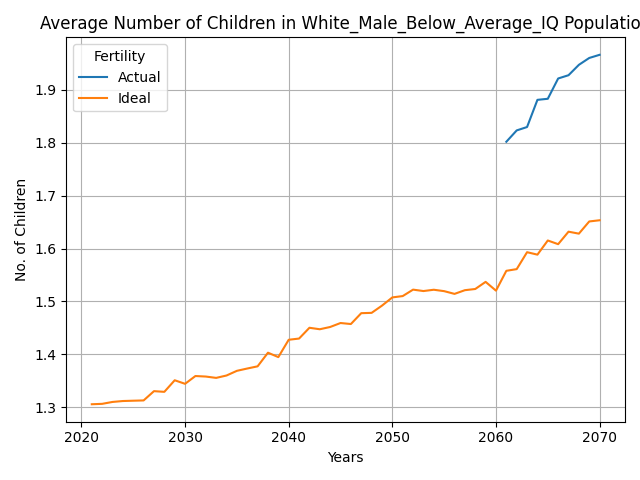 Average Number of Children in White_Male_Below_Average_IQ Populatio
Fertility
Actual
Ideal
No. of Children
1.9
1.8
1.7
1.6
1.5
1.4
1.3
2020 2030 2040 2050 2060 2070
Years